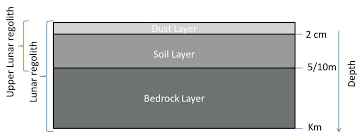 Upper Lunar regolith
Lunar regolith
Dust Layer
2 cm
Soil Layer
5/10m
Bedrock Layer
Km
Depth